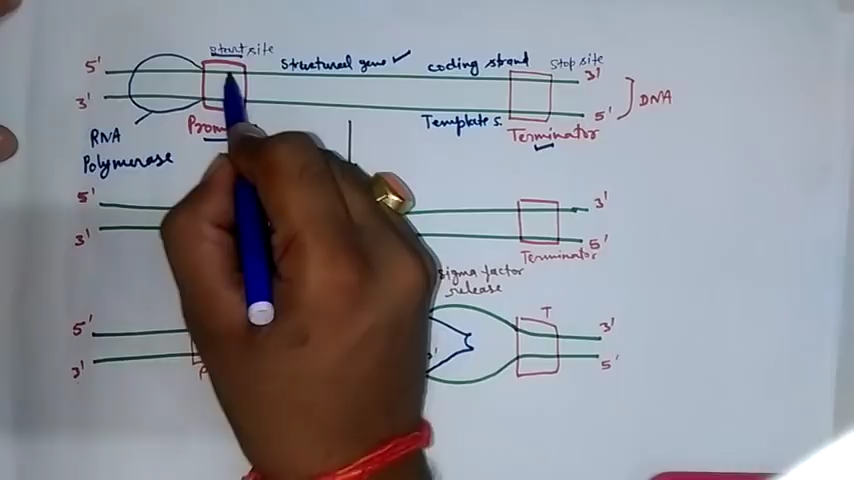 start site
5' Structural gene coding strand Stop site 3'
3' Template s. 5' DNA
RNA Terminator
Polymerase
5' 3'
3' 5'
Terminator
sigma factor
release
5' T 3'
3' 5'